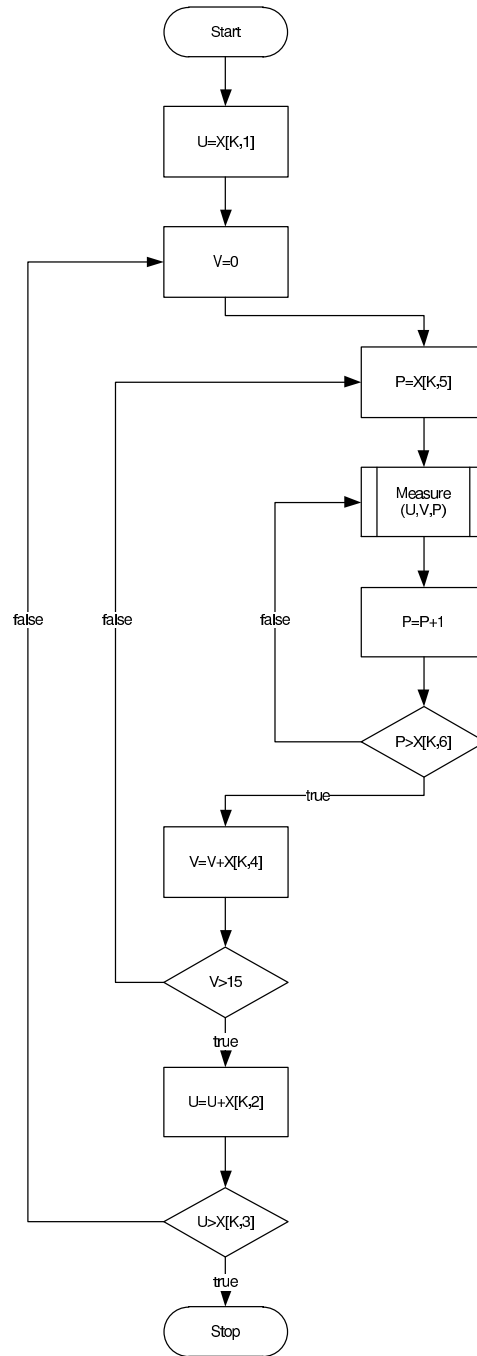 Start
U=X[K,1]
V=0
P=X[K,5]
Measure
(U,V,P)
false
false
false
P=P+1
P>X[K,6]
true
V=V+X[K,4]
V>15
true
U=U+X[K,2]
U>X[K,3]
true
Stop